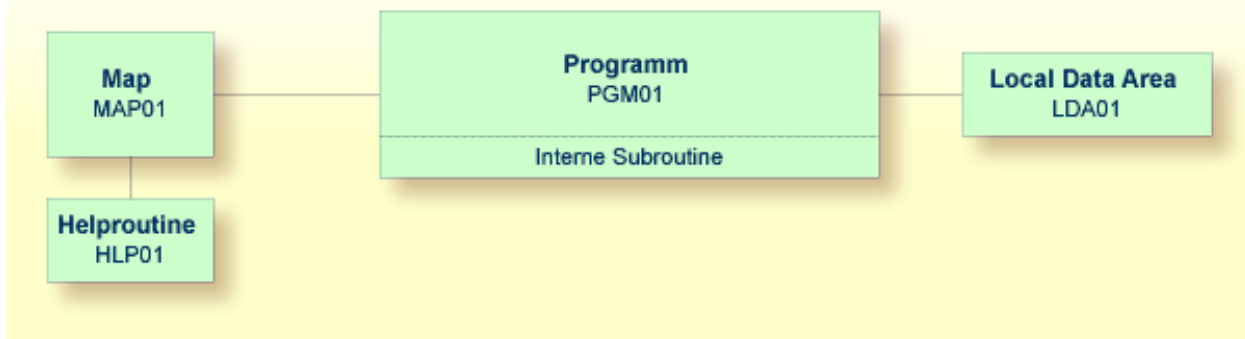 Map
MAP01
Programm
PGM01
Interne Subroutine
Local Data Area
LDA01
Helproutine
HLP01